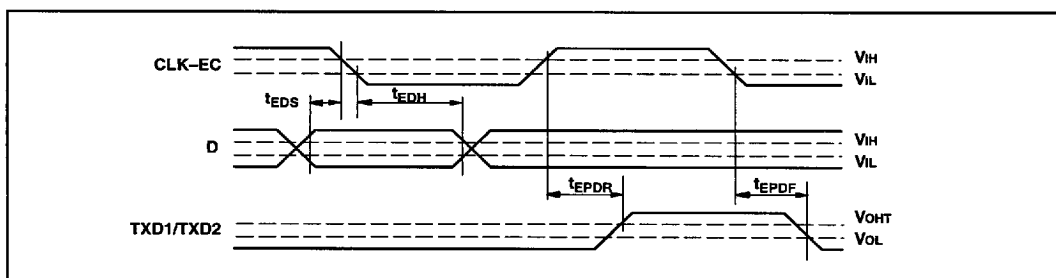 CLK–EC
VIH
VIL
tEDS
tEDH
D
VIH
VIL
tEPDR
tEPDF
TXD1/TXD2
VOHT
VOL